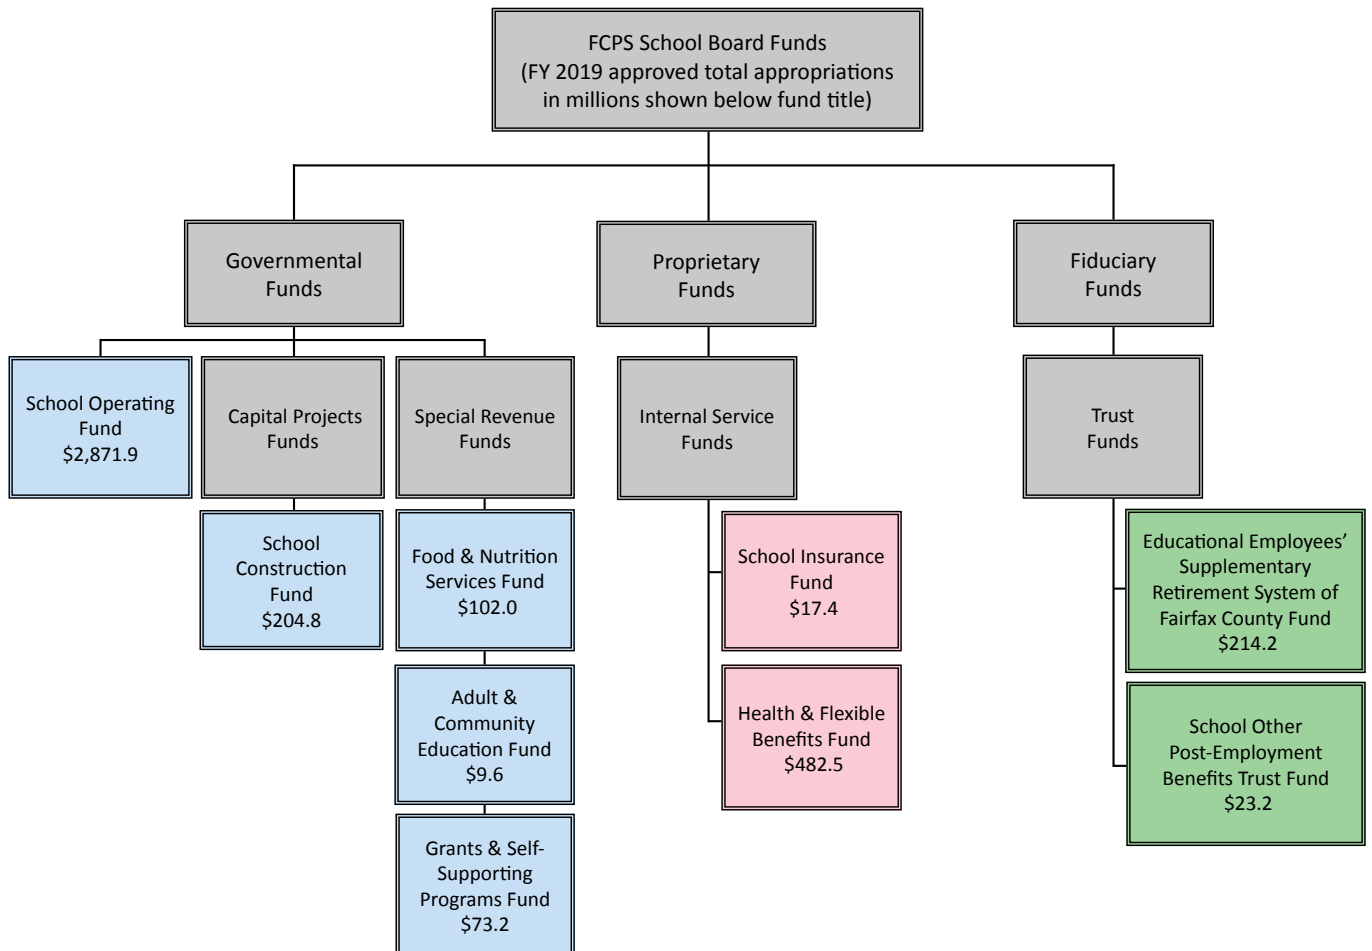 FCPS School Board Funds
(FY 2019 approved total appropriations
in millions shown below fund title)
Governmental
Funds
Proprietary
Funds
Fiduciary
Funds
School Operating
Fund
$2,871.9
Capital Projects
Funds
Special Revenue
Funds
Internal Service
Funds
Trust
Funds
School
Construction
Fund
$204.8
Food & Nutrition
Services Fund
$102.0
Adult &
Community
Education Fund
$9.6
Grants & Self-
Supporting
Programs Fund
$73.2
School Insurance
Fund
$17.4
Health & Flexible
Benefits Fund
$482.5
Educational Employees’
Supplementary
Retirement System of
Fairfax County Fund
$214.2
School Other
Post-Employment
Benefits Trust Fund
$23.2